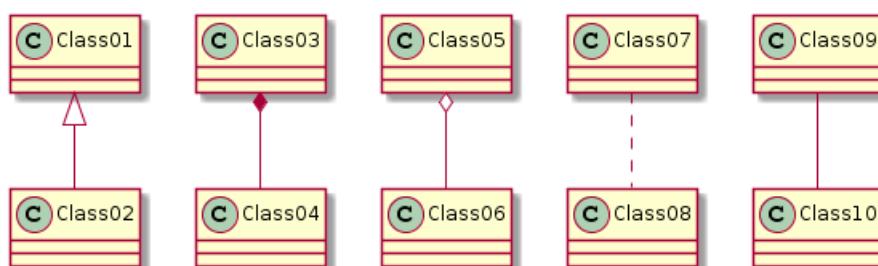 C Class01
C Class03
C Class05
C Class07
C Class09
C Class02
C Class04
C Class06
C Class08
C Class10